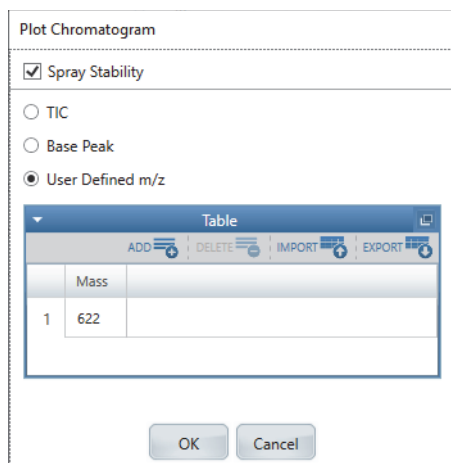 Plot Chromatogram
Spray Stability
TIC
Base Peak
User Defined m/z
Table
ADD DELETE IMPORT EXPORT
Mass
1 622
OK Cancel